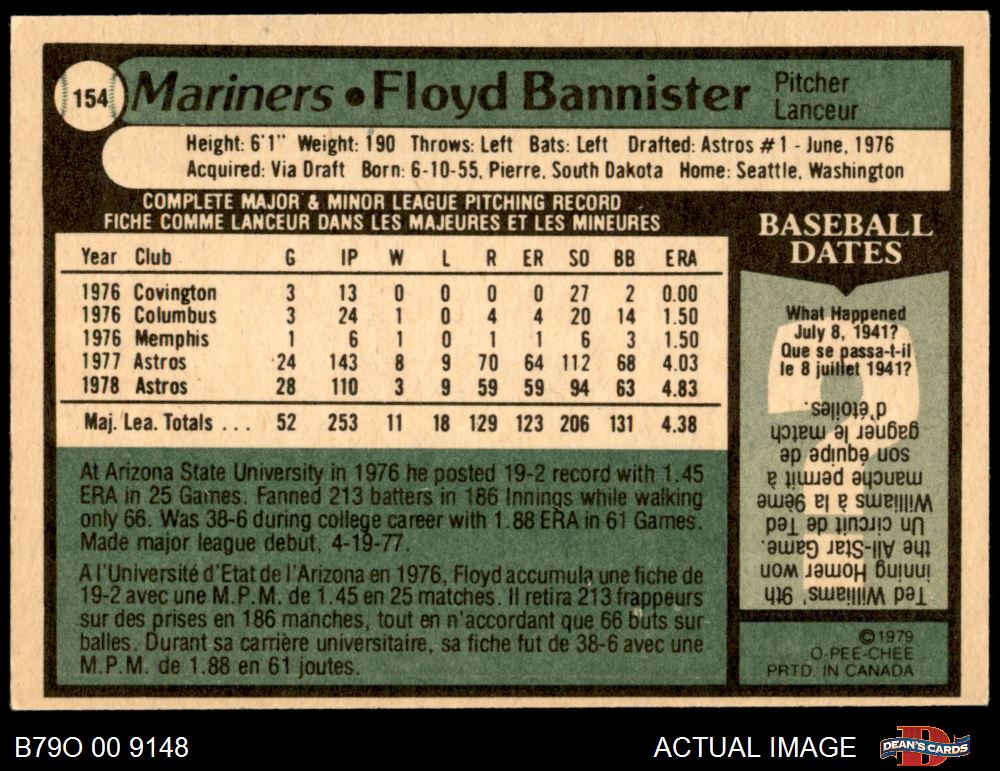 154
Mariners • Floyd Bannister
Pitcher
Lanceur
Height: 6'1" Weight: 190 Throws: Left Bats: Left Drafted: Astros #1 - June, 1976
Acquired: Via Draft Born: 6-10-55, Pierre, South Dakota Home: Seattle, Washington
COMPLETE MAJOR & MINOR LEAGUE PITCHING RECORD
FICHE COMME LANCEUR DANS LES MAJEURES ET LES MINEURES
Year Club G IP W L R ER SO BB ERA
1976 Covington 3 13 0 0 0 0 27 2 0.00
1976 Columbus 3 24 1 0 4 4 20 14 1.50
1976 Memphis 1 6 1 0 1 1 6 3 1.50
1977 Astros 24 143 8 9 70 64 112 68 4.03
1978 Astros 28 110 3 9 59 59 94 63 4.83
Maj. Lea. Totals . . . 52 253 11 18 129 123 206 131 4.38
At Arizona State University in 1976 he posted 19-2 record with 1.45
ERA in 25 Games. Fanned 213 batters in 186 Innings while walking
only 66. Was 38-6 during college career with 1.88 ERA in 61 Games.
Made major league debut, 4-19-77.
A l'Université d'Etat de l'Arizona en 1976, Floyd accumula une fiche de
19-2 avec une M.P.M. de 1.45 en 25 matches. Il retira 213 frappeurs
sur des prises en 186 manches, tout en n'accordant que 66 buts sur
balles. Durant sa carrière universitaire, sa fiche fut de 38-6 avec une
M.P.M. de 1.88 en 61 joutes.
BASEBALL
DATES
What Happened
July 8, 1941?
Que se passa-t-il
le 8 juillet 1941?
Ted Williams' 9th
inning Homer won
the All-Star Game.
Un circuit de Ted
Williams à la 9ème
manche permit à
son équipe de
gagner le match
d'étoiles.
©1979
O-PEE-CHEE
PRTD. IN CANADA
B79O 00 9148
ACTUAL IMAGE
DEAN'S CARDS